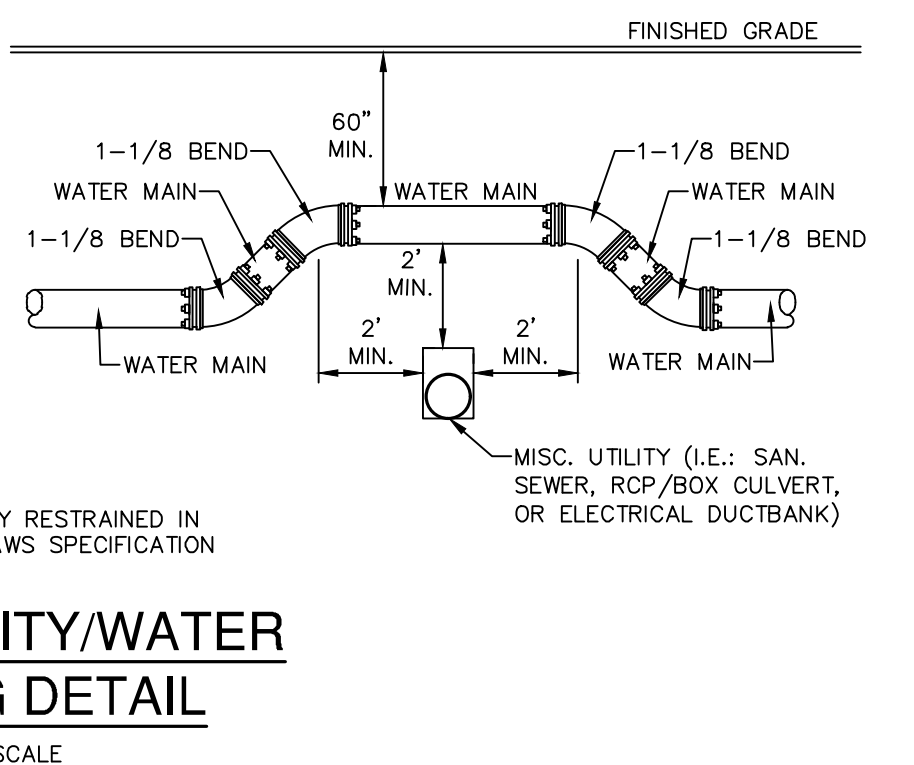 FINISHED GRADE
60"
MIN.
1-1/8 BEND
1-1/8 BEND
WATER MAIN
WATER MAIN
WATER MAIN
1-1/8 BEND
1-1/8 BEND
2'
MIN.
2'
MIN.
2'
MIN.
WATER MAIN
WATER MAIN
MISC. UTILITY (I.E.: SAN.
SEWER, RCP/BOX CULVERT,
OR ELECTRICAL DUCTBANK)
Y RESTRAINED IN
AWS SPECIFICATION
ITY/WATER
G DETAIL
SCALE